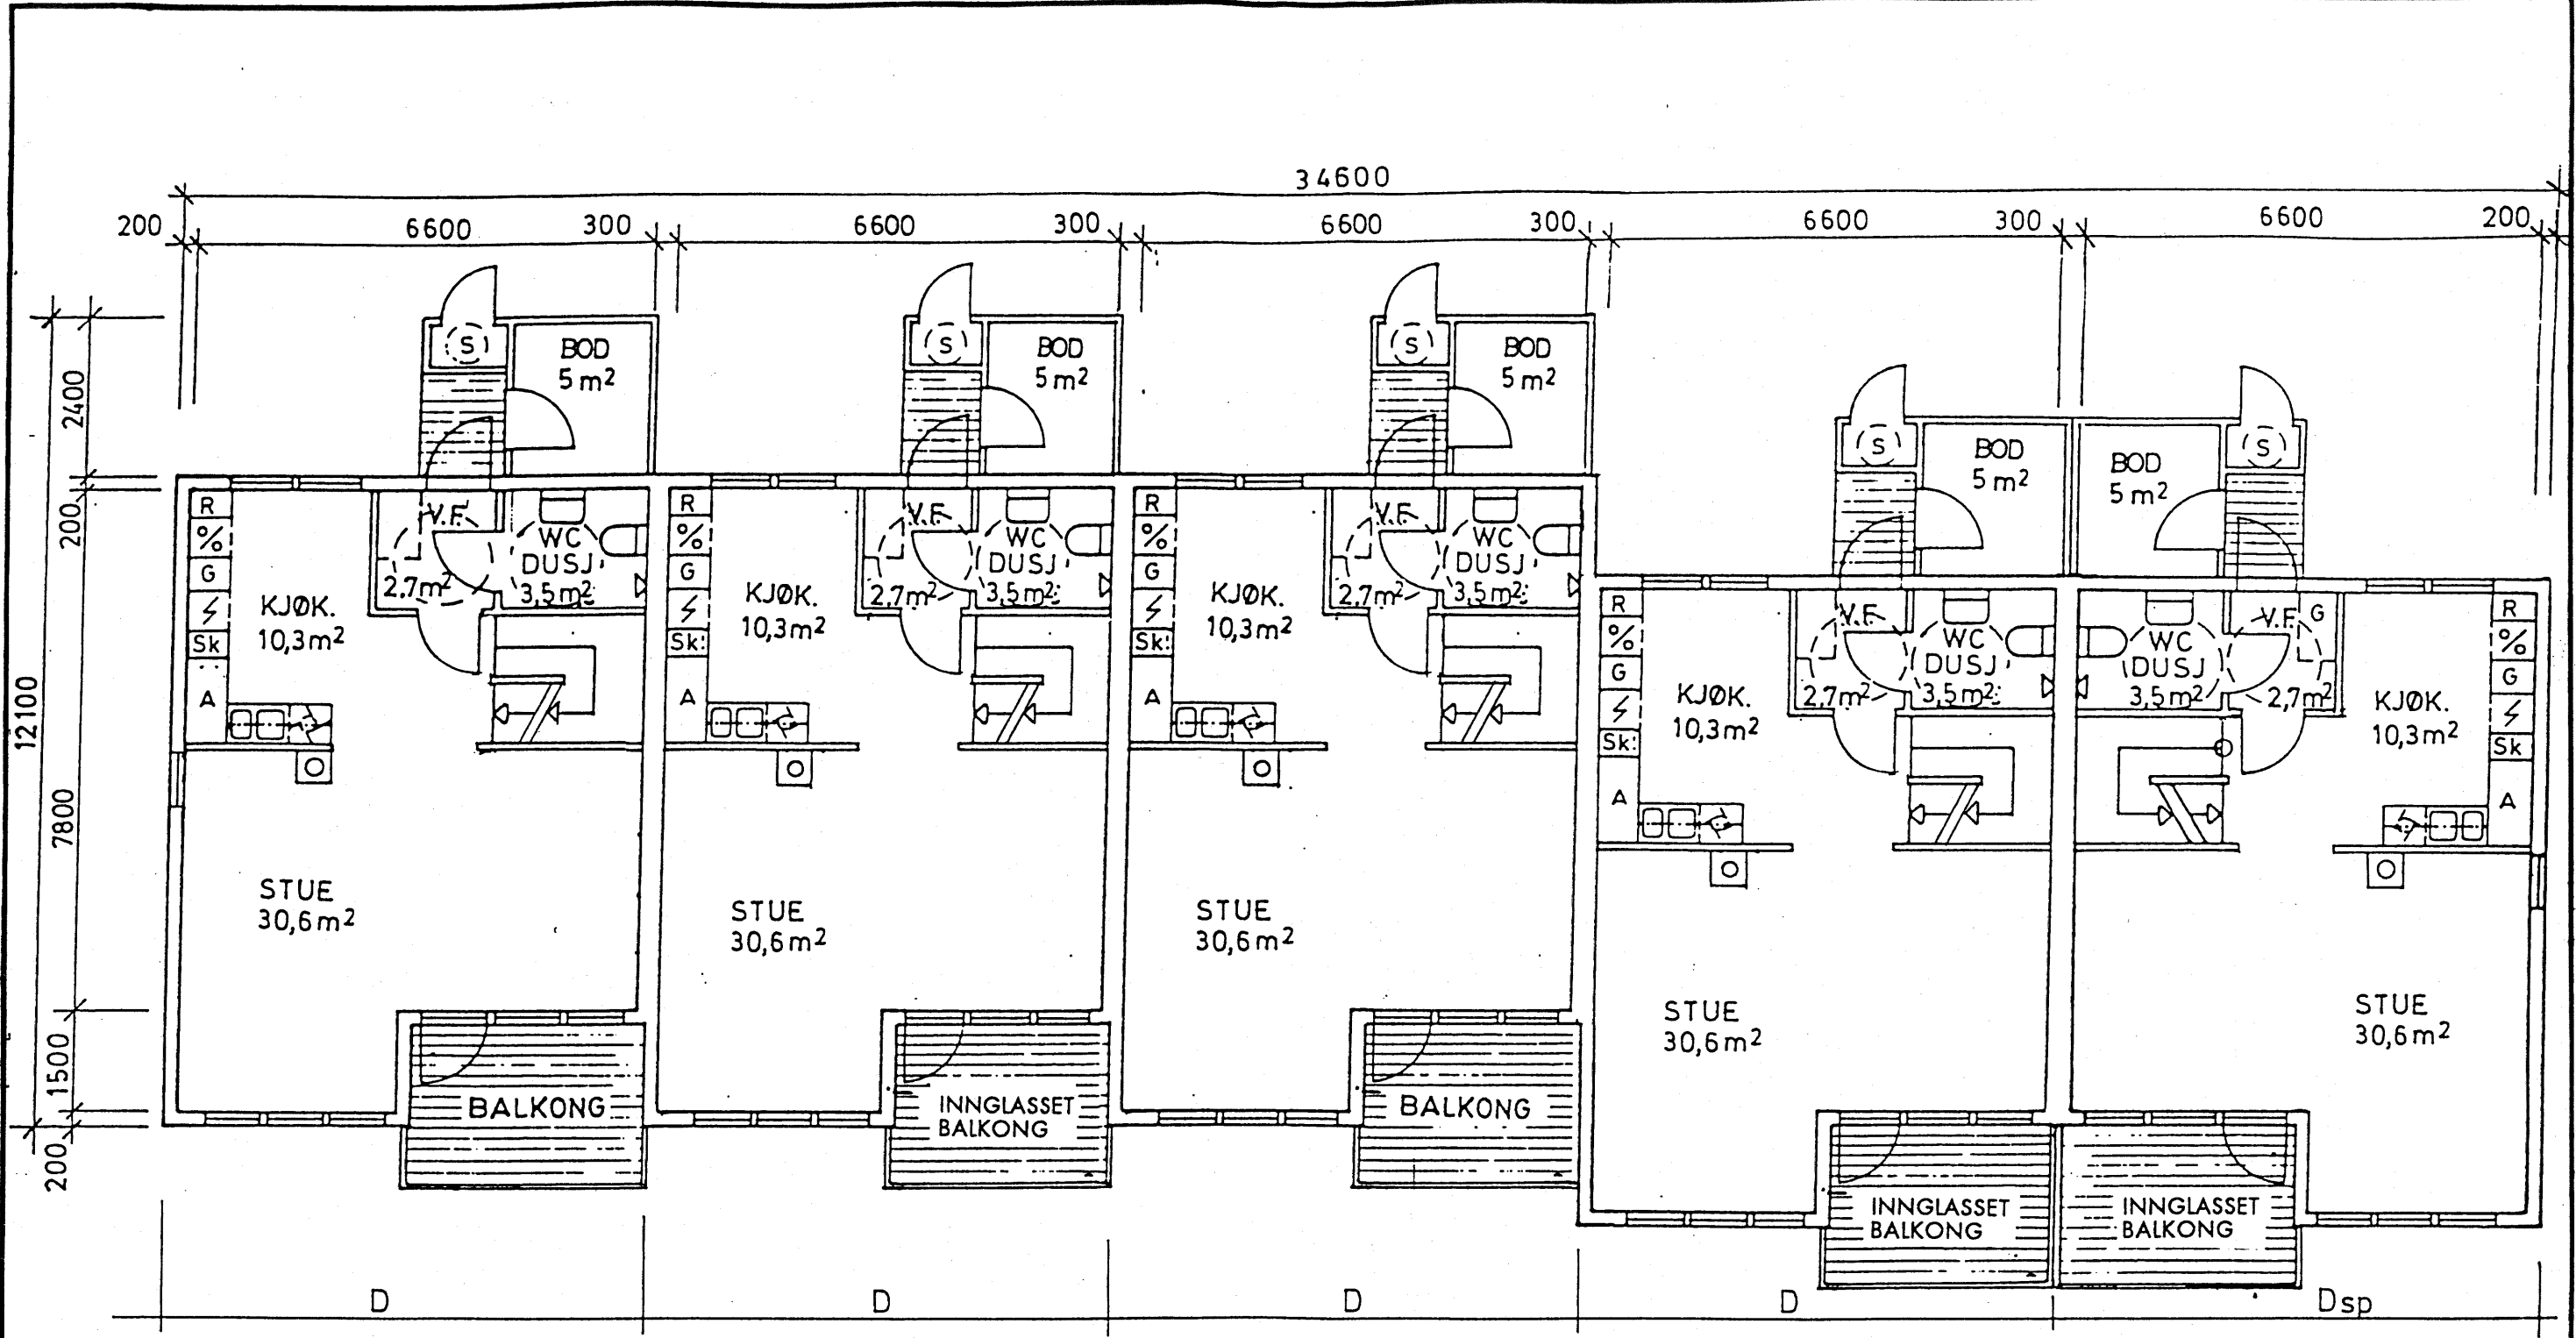 34600
200 6600 300 6600 300 6600 300 6600 300 6600 200
12100
2400
200
7800
1500
200
S
BOD
5 m²
R
%
G
Sk
A
KJØK.
10,3m²
V.F.
2,7m²
WC
DUSJ
3,5m²
STUE
30,6m²
BALKONG
D
S
BOD
5 m²
R
%
G
Sk
A
KJØK.
10,3m²
V.F.
2,7m²
WC
DUSJ
3,5m²
STUE
30,6m²
INNGLASSET
BALKONG
D
S
BOD
5 m²
R
%
G
Sk
A
KJØK.
10,3m²
V.F.
2,7m²
WC
DUSJ
3,5m²
STUE
30,6m²
BALKONG
D
S
BOD
5 m²
R
%
G
Sk
A
KJØK.
10,3m²
V.F.
2,7m²
WC
DUSJ
3,5m²
STUE
30,6m²
INNGLASSET
BALKONG
D
BOD
5 m²
S
WC
DUSJ
3,5m²
V.F. G
2,7m²
KJØK.
10,3m²
R
%
G
Sk
A
STUE
30,6m²
INNGLASSET
BALKONG
Dsp